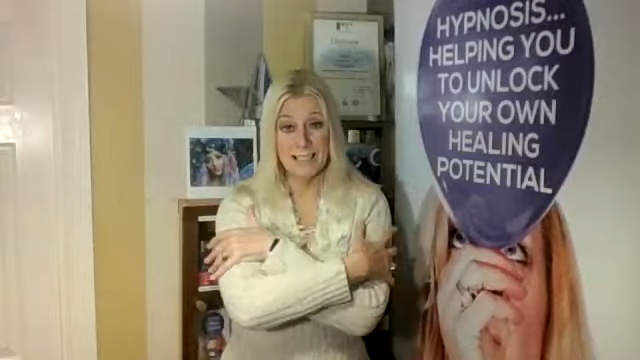 HYPNOSIS...
HELPING YOU
TO UNLOCK
YOUR OWN
HEALING
POTENTIAL